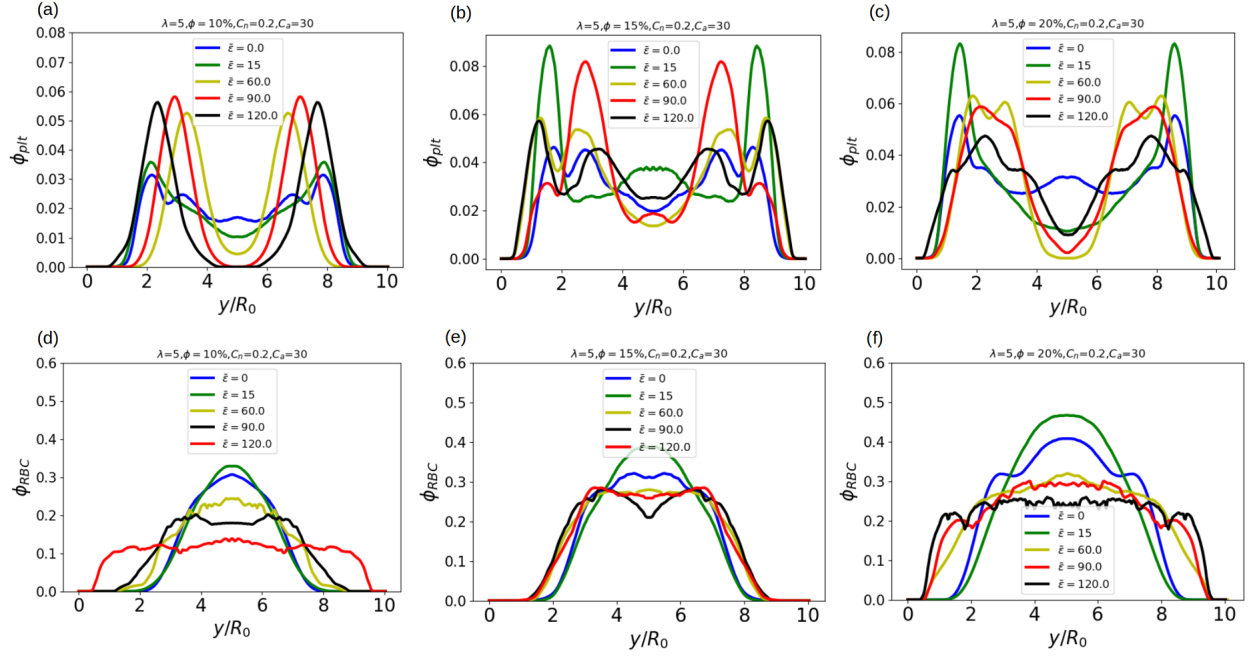 (a)
λ=5,ϕ=10%,Cn=0.2,Ca=30
ε̄ = 0.0
ε̄ = 15
ε̄ = 60.0
ε̄ = 90.0
ε̄ = 120.0
0.08
0.07
0.06
0.05
0.04
0.03
0.02
0.01
0.00
ϕplt
0 2 4 6 8 10
y/R0
(b)
λ=5,ϕ=15%,Cn=0.2,Ca=30
ε̄ = 0.0
ε̄ = 15
ε̄ = 60.0
ε̄ = 90.0
ε̄ = 120.0
0.08
0.06
0.04
0.02
0.00
ϕplt
0 2 4 6 8 10
y/R0
(c)
λ=5,ϕ=20%,Cn=0.2,Ca=30
ε̄ = 0
ε̄ = 15
ε̄ = 60.0
ε̄ = 90.0
ε̄ = 120.0
0.08
0.06
0.04
0.02
0.00
ϕplt
0 2 4 6 8 10
y/R0
(d)
λ=5,ϕ=10%,Cn=0.2,Ca=30
ε̄ = 0
ε̄ = 15
ε̄ = 60.0
ε̄ = 90.0
ε̄ = 120.0
0.6
0.5
0.4
0.3
0.2
0.1
0.0
ϕRBC
0 2 4 6 8 10
y/R0
(e)
λ=5,ϕ=15%,Cn=0.2,Ca=30
ε̄ = 0
ε̄ = 15
ε̄ = 60.0
ε̄ = 90.0
ε̄ = 120.0
0.6
0.5
0.4
0.3
0.2
0.1
0.0
ϕRBC
0 2 4 6 8 10
y/R0
(f)
λ=5,ϕ=20%,Cn=0.2,Ca=30
ε̄ = 0
ε̄ = 15
ε̄ = 60.0
ε̄ = 90.0
ε̄ = 120.0
0.6
0.5
0.4
0.3
0.2
0.1
0.0
ϕRBC
0 2 4 6 8 10
y/R0